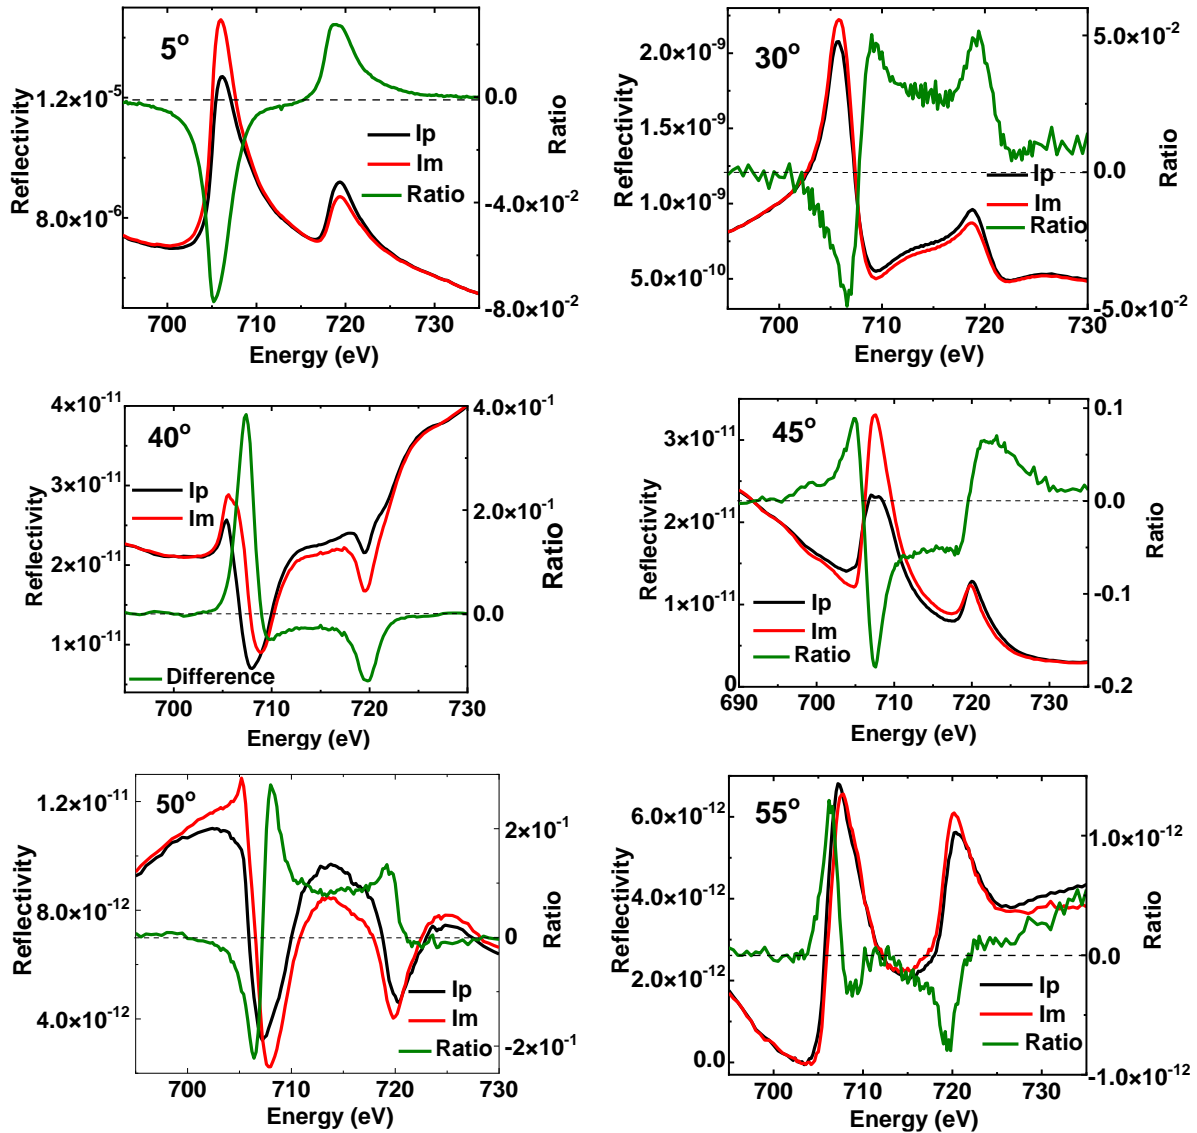 5°
Reflectivity
1.2×10⁻⁵
8.0×10⁻⁶
0.0
-4.0×10⁻²
-8.0×10⁻²
Ratio
Ip
Im
Ratio
700 710 720 730
Energy (eV)
30°
Reflectivity
2.0×10⁻⁹
1.5×10⁻⁹
1.0×10⁻⁹
5.0×10⁻¹⁰
5.0×10⁻²
0.0
-5.0×10⁻²
Ratio
Ip
Im
Ratio
700 710 720 730
Energy (eV)
40°
Reflectivity
4×10⁻¹¹
3×10⁻¹¹
2×10⁻¹¹
1×10⁻¹¹
4.0×10⁻¹
2.0×10⁻¹
0.0
Ratio
Ip
Im
Difference
700 710 720 730
Energy (eV)
45°
Reflectivity
3×10⁻¹¹
2×10⁻¹¹
1×10⁻¹¹
0
0.1
0.0
-0.1
-0.2
Ratio
Ip
Im
Ratio
690 700 710 720 730
Energy (eV)
50°
Reflectivity
1.2×10⁻¹¹
8.0×10⁻¹²
4.0×10⁻¹²
2×10⁻¹
0
-2×10⁻¹
Ratio
Ip
Im
Ratio
700 710 720 730
Energy (eV)
55°
Reflectivity
6.0×10⁻¹²
4.0×10⁻¹²
2.0×10⁻¹²
0.0
1.0×10⁻¹²
0.0
-1.0×10⁻¹²
Ratio
Ip
Im
Ratio
700 710 720 730
Energy (eV)